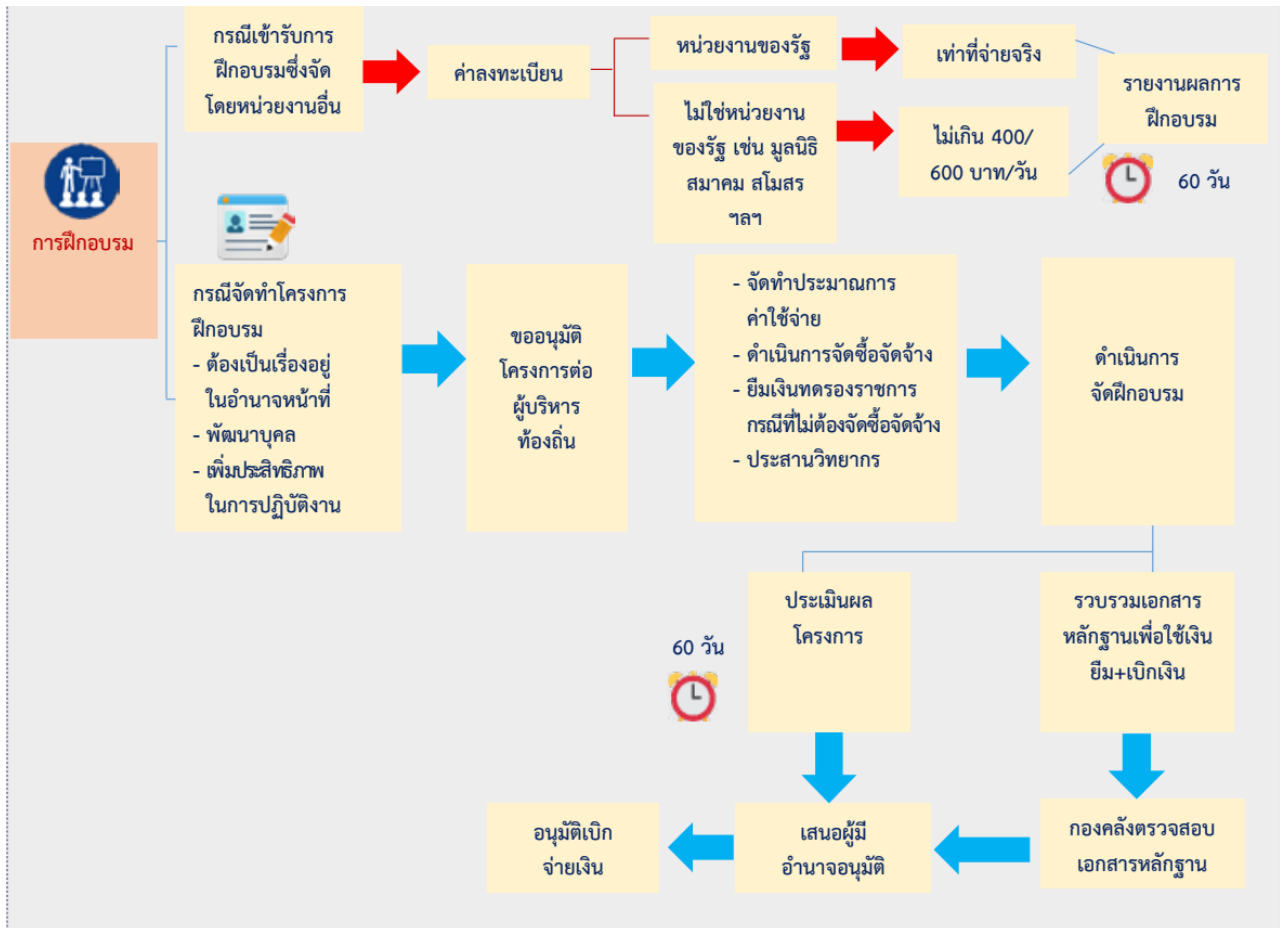 กรณีเข้ารับการ
ฝึกอบรมซึ่งจัด
โดยหน่วยงานอื่น
ค่าลงทะเบียน
หน่วยงานของรัฐ
เท่าที่จ่ายจริง
ไม่ใช่หน่วยงาน
ของรัฐ เช่น มูลนิธิ
สมาคม สโมสร
ฯลฯ
ไม่เกิน 400/
600 บาท/วัน
รายงานผลการ
ฝึกอบรม
60 วัน
การฝึกอบรม
กรณีจัดทำโครงการ
ฝึกอบรม
- ต้องเป็นเรื่องอยู่
ในอำนาจหน้าที่
- พัฒนาบุคล
- เพิ่มประสิทธิภาพ
ในการปฏิบัติงาน
ขออนุมัติ
โครงการต่อ
ผู้บริหาร
ท้องถิ่น
- จัดทำประมาณการ
ค่าใช้จ่าย
- ดำเนินการจัดซื้อจัดจ้าง
- ยืมเงินทดรองราชการ
กรณีที่ไม่ต้องจัดซื้อจัดจ้าง
- ประสานวิทยากร
ดำเนินการ
จัดฝึกอบรม
ประเมินผล
โครงการ
60 วัน
รวบรวมเอกสาร
หลักฐานเพื่อใช้เงิน
ยืม+เบิกเงิน
กองคลังตรวจสอบ
เอกสารหลักฐาน
เสนอผู้มี
อำนาจอนุมัติ
อนุมัติเบิก
จ่ายเงิน